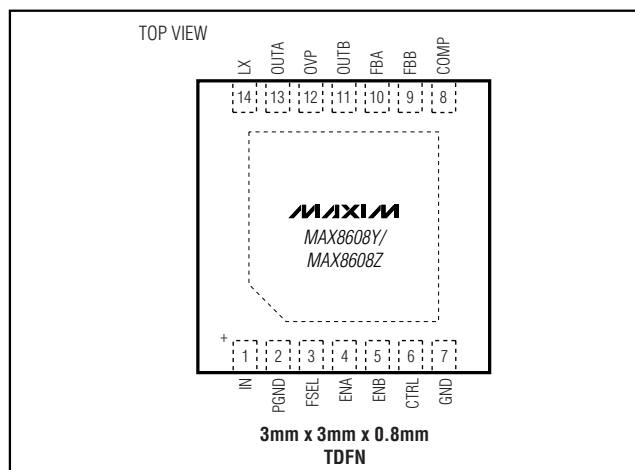 TOP VIEW
LX OUTA OVP OUTB FBA FBB COMP
14 13 12 11 10 9 8
MAXIM
MAX8608Y/
MAX8608Z
+
1 2 3 4 5 6 7
IN PGND FSEL ENA ENB CTRL GND
3mm x 3mm x 0.8mm
TDFN